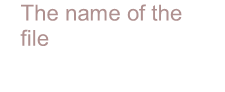 The name of the
file